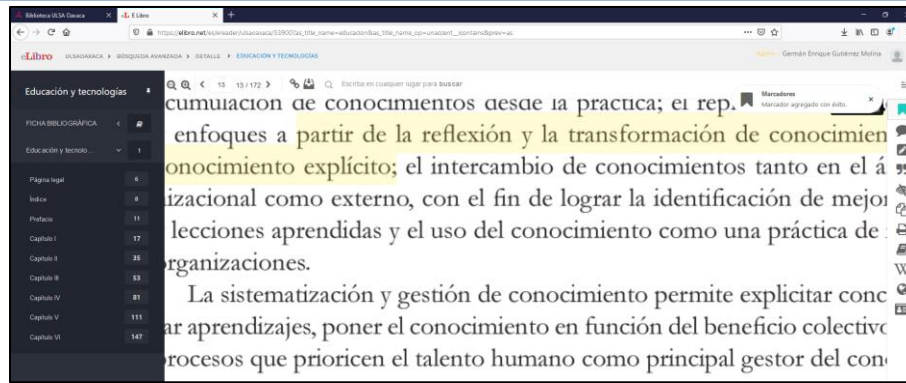 Biblioteca ULSA Oaxaca
E Libro
https://elibro.net/es/ereader/ulsaoaxaca/53900?as_title_name=educacion&as_title_name_op=unaccent__icontains&prev=as
eLibro ULSAOAXACA > BÚSQUEDA AVANZADA > DETALLE > EDUCACIÓN Y TECNOLOGÍAS
Admin Germán Enrique Gutiérrez Molina
Educación y tecnologías
13 13 / 172
Escriba en cualquier lugar para buscar
Marcadores
Marcador agregado con éxito.
FICHA BIBLIOGRÁFICA
Educación y tecnolo... 1
Página legal 6
Índice 8
Prefacio 11
Capítulo I 17
Capítulo II 35
Capítulo III 53
Capítulo IV 81
Capítulo V 111
Capítulo VI 147
cumulación de conocimientos desde la práctica; el rep
enfoques a partir de la reflexión y la transformación de conocimien
onocimiento explícito; el intercambio de conocimientos tanto en el á
izacional como externo, con el fin de lograr la identificación de mejor
lecciones aprendidas y el uso del conocimiento como una práctica de
rganizaciones.
La sistematización y gestión de conocimiento permite explicitar conc
ar aprendizajes, poner el conocimiento en función del beneficio colectivo
rocesos que prioricen el talento humano como principal gestor del con